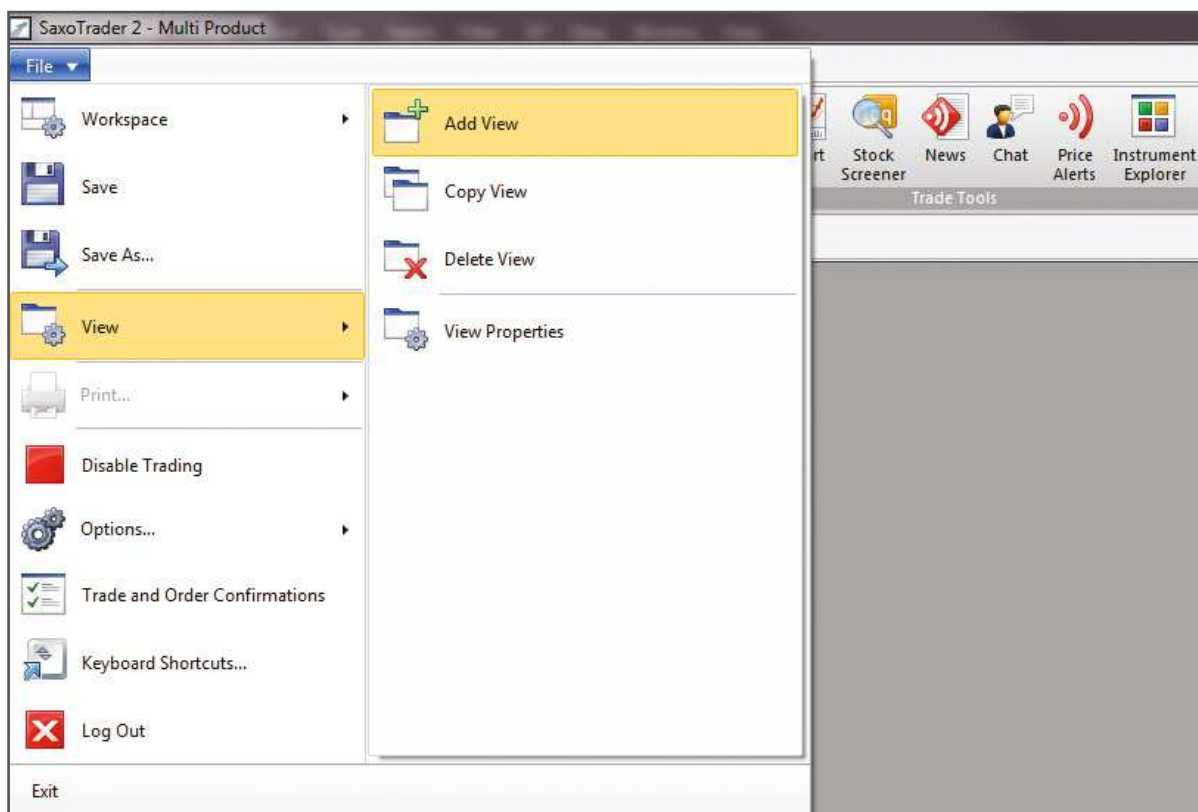 SaxoTrader 2 - Multi Product
File
Workspace
Save
Save As...
View
Print...
Disable Trading
Options...
Trade and Order Confirmations
Keyboard Shortcuts...
Log Out
Exit
Add View
Copy View
Delete View
View Properties
rt
Stock Screener
News
Chat
Price Alerts
Instrument Explorer
Trade Tools